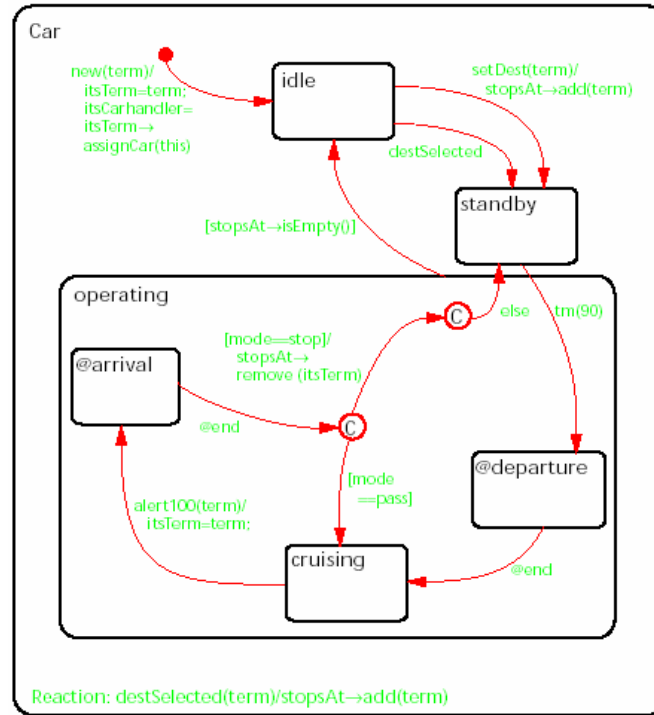 Car
new(term)/
itsTerm=term;
itsCarhandler=
itsTerm→
assignCar(this)
idle
setDest(term)/
stopsAt→add(term)
destSelected
standby
[stopsAt→isEmpty()]
operating
C
else
tm(90)
[mode==stop]/
stopsAt→
remove (itsTerm)
@arrival
@end
C
@departure
[mode
==pass]
alert100(term)/
itsTerm=term;
cruising
@end
Reaction: destSelected(term)/stopsAt→add(term)